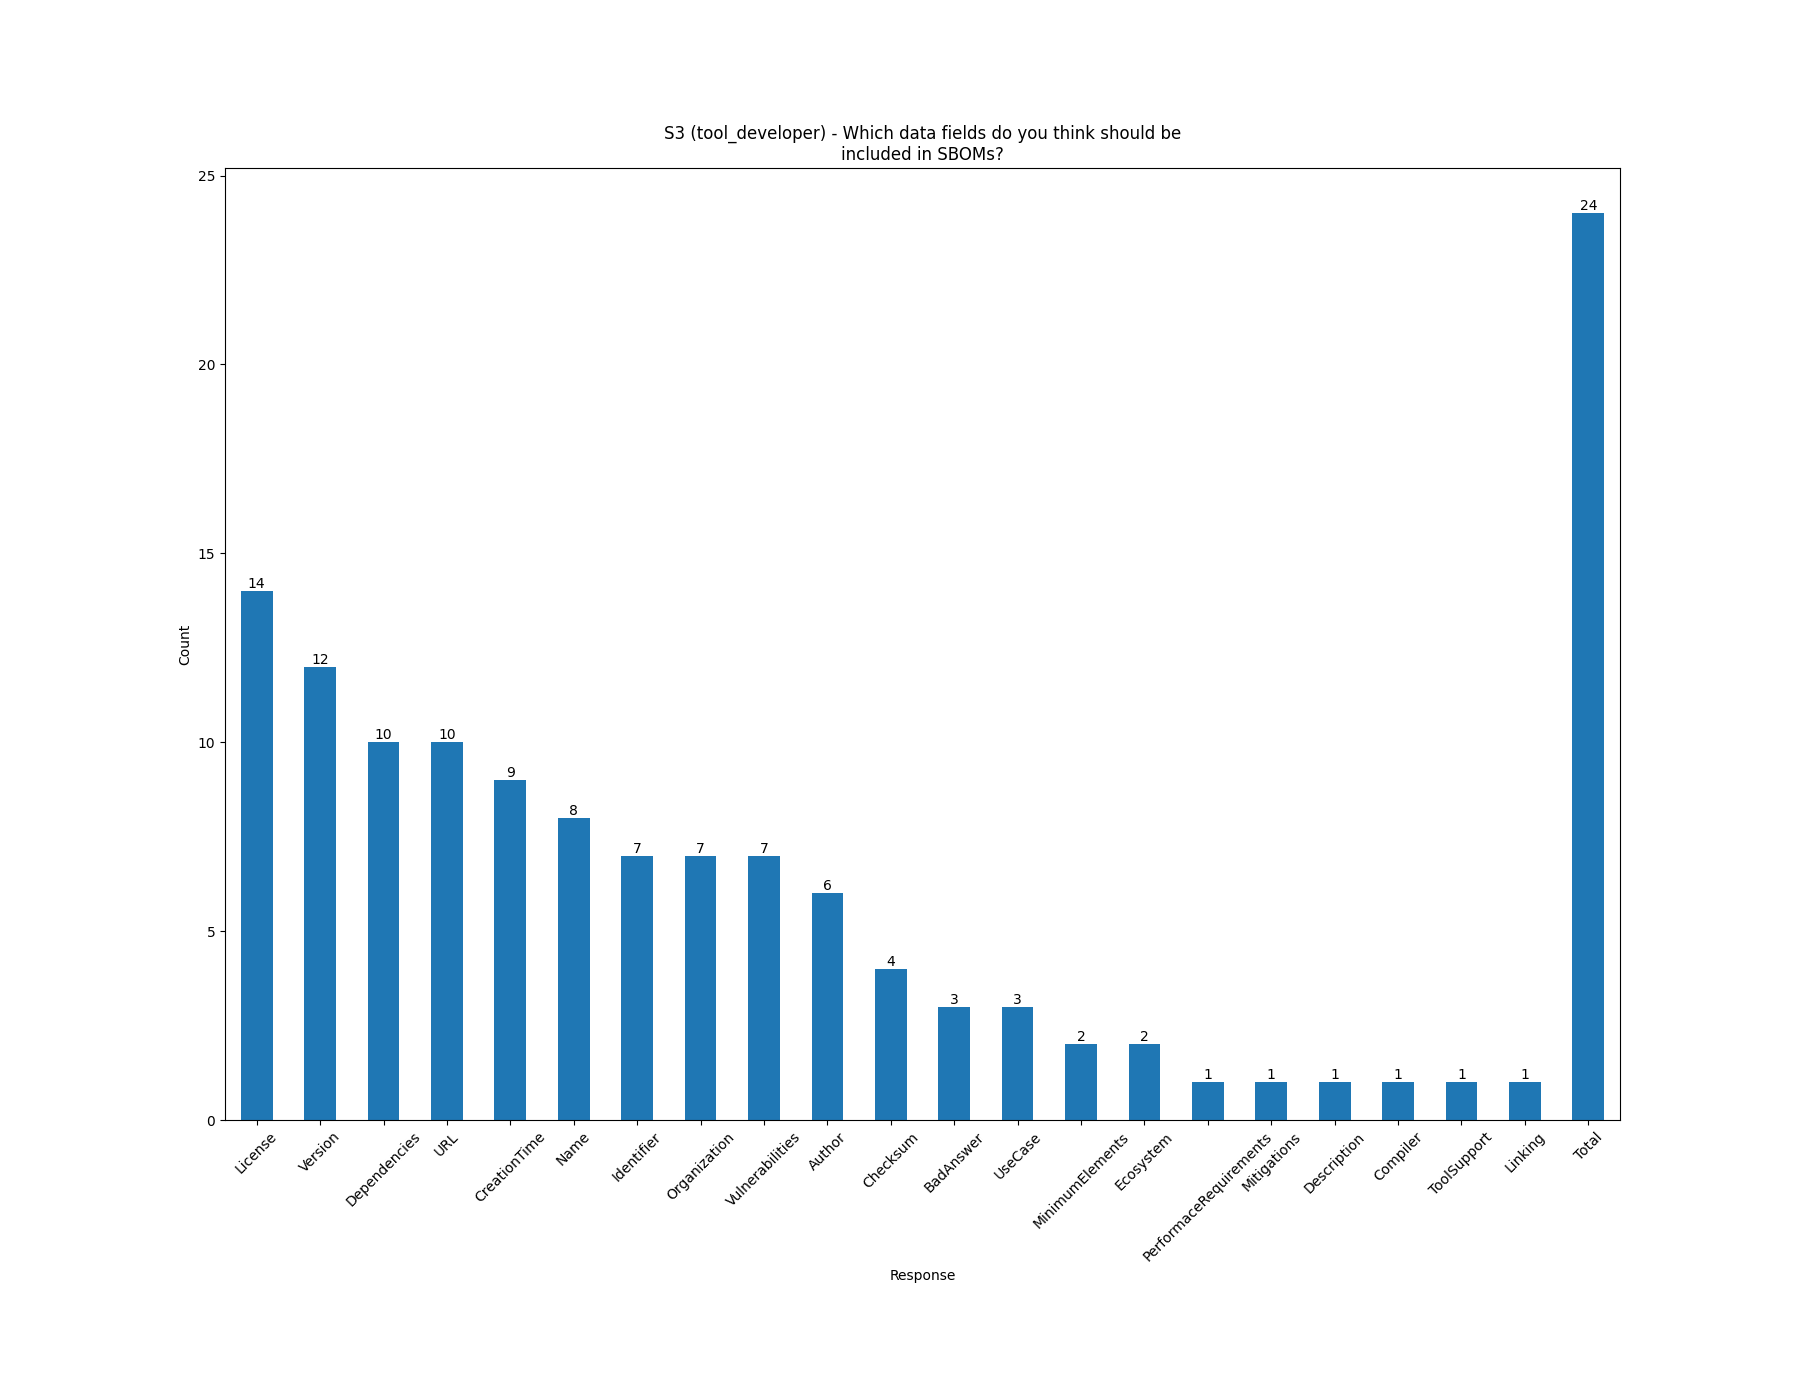 S3 (tool_developer) - Which data fields do you think should be
included in SBOMs?
25
20
15
10
5
0
Count
14
12
10
10
9
8
7
7
7
6
4
3
3
2
2
1
1
1
1
1
1
24
License
Version
Dependencies
URL
CreationTime
Name
Identifier
Organization
Vulnerabilities
Author
Checksum
BadAnswer
UseCase
MinimumElements
Ecosystem
PerformaceRequirements
Mitigations
Description
Compiler
ToolSupport
Linking
Total
Response